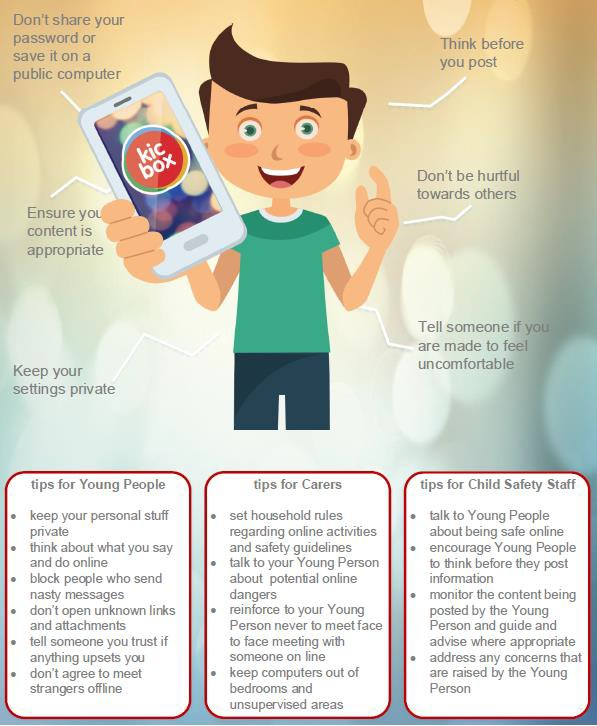 Don't share your
password or
save it on a
public computer
Think before
you post
kic
box
Don't be hurtful
towards others
Ensure you
content is
appropriate
Tell someone if you
are made to feel
uncomfortable
Keep your
settings private
tips for Young People
• keep your personal stuff
private
• think about what you say
and do online
• block people who send
nasty messages
• don't open unknown links
and attachments
• tell someone you trust if
anything upsets you
• don't agree to meet
strangers offline
tips for Carers
• set household rules
regarding online activities
and safety guidelines
• talk to your Young Person
about potential online
dangers
• reinforce to your Young
Person never to meet face
to face meeting with
someone on line
• keep computers out of
bedrooms and
unsupervised areas
tips for Child Safety Staff
• talk to Young People
about being safe online
• encourage Young People
to think before they post
information
• monitor the content being
posted by the Young
Person and guide and
advise where appropriate
• address any concerns that
are raised by the Young
Person